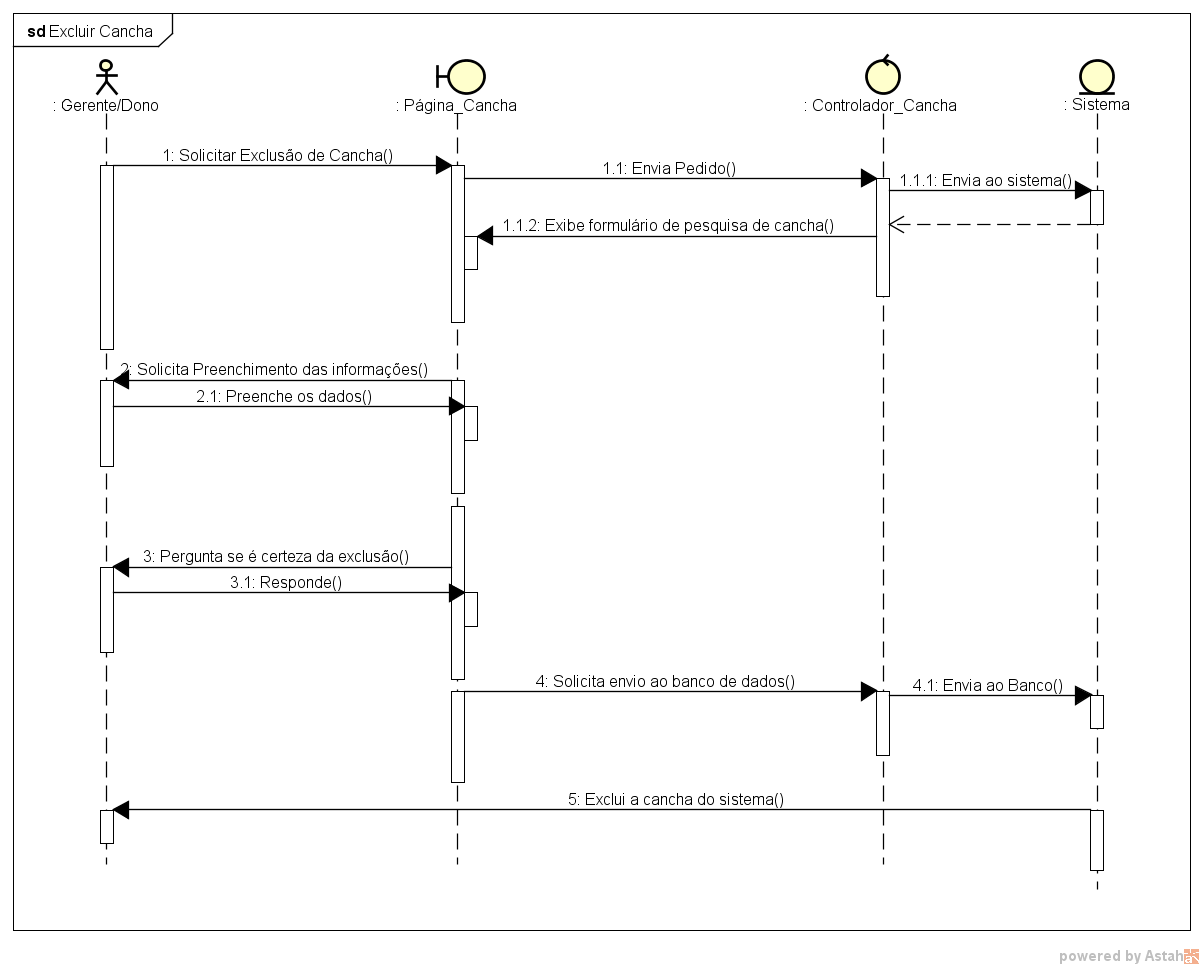 sd Excluir Cancha
: Gerente/Dono
: Página_Cancha
: Controlador_Cancha
: Sistema
1: Solicitar Exclusão de Cancha()
1.1: Envia Pedido()
1.1.1: Envia ao sistema()
1.1.2: Exibe formulário de pesquisa de cancha()
2: Solicita Preenchimento das informações()
2.1: Preenche os dados()
3: Pergunta se é certeza da exclusão()
3.1: Responde()
4: Solicita envio ao banco de dados()
4.1: Envia ao Banco()
5: Exclui a cancha do sistema()
powered by Astah